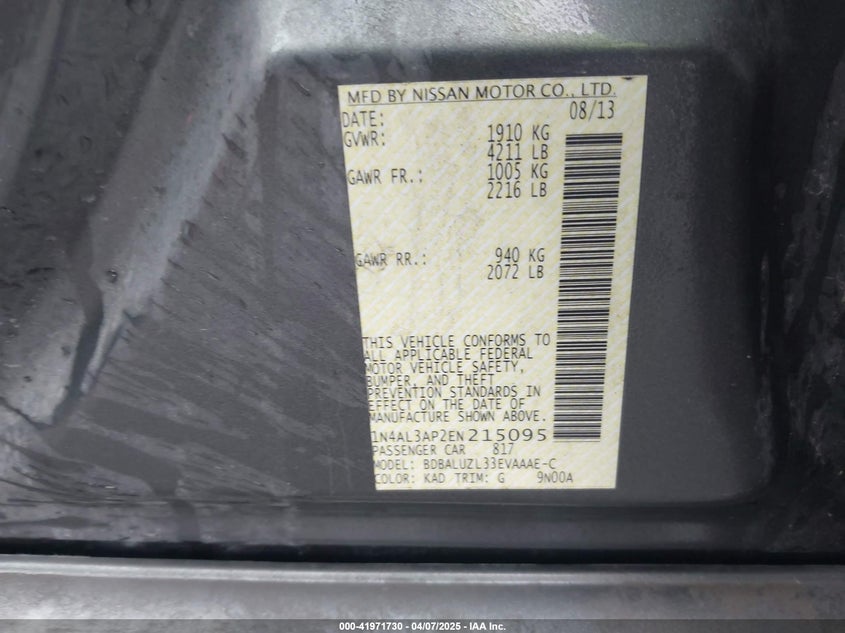 MFD BY NISSAN MOTOR CO., LTD.
DATE: 08/13
GVWR: 1910 KG
4211 LB
GAWR FR.: 1005 KG
2216 LB
GAWR RR.: 940 KG
2072 LB
THIS VEHICLE CONFORMS TO
ALL APPLICABLE FEDERAL
MOTOR VEHICLE SAFETY,
BUMPER, AND THEFT
PREVENTION STANDARDS IN
EFFECT ON THE DATE OF
MANUFACTURE SHOWN ABOVE.
1N4AL3AP2EN215095
PASSENGER CAR 817
MODEL: BDBALUZL33EVAAAE-C
COLOR: KAD TRIM: G 9N00A
000-41971730 - 04/07/2025 - IAA Inc.